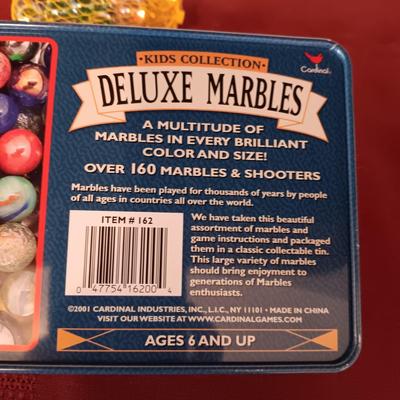 · KIDS COLLECTION ·
Cardinal
DELUXE MARBLES
A MULTITUDE OF
MARBLES IN EVERY BRILLIANT
COLOR AND SIZE!
OVER 160 MARBLES & SHOOTERS
Marbles have been played for thousands of years by people
of all ages in countries all over the world.
ITEM # 162
0 47754 16200 4
We have taken this beautiful
assortment of marbles and
game instructions and packaged
them in a classic collectable tin.
This large variety of marbles
should bring enjoyment to
generations of Marbles
enthusiasts.
©2001 CARDINAL INDUSTRIES, INC., L.I.C., NY 11101 · MADE IN CHINA
VISIT OUR WEBSITE AT WWW.CARDINALGAMES.COM
AGES 6 AND UP